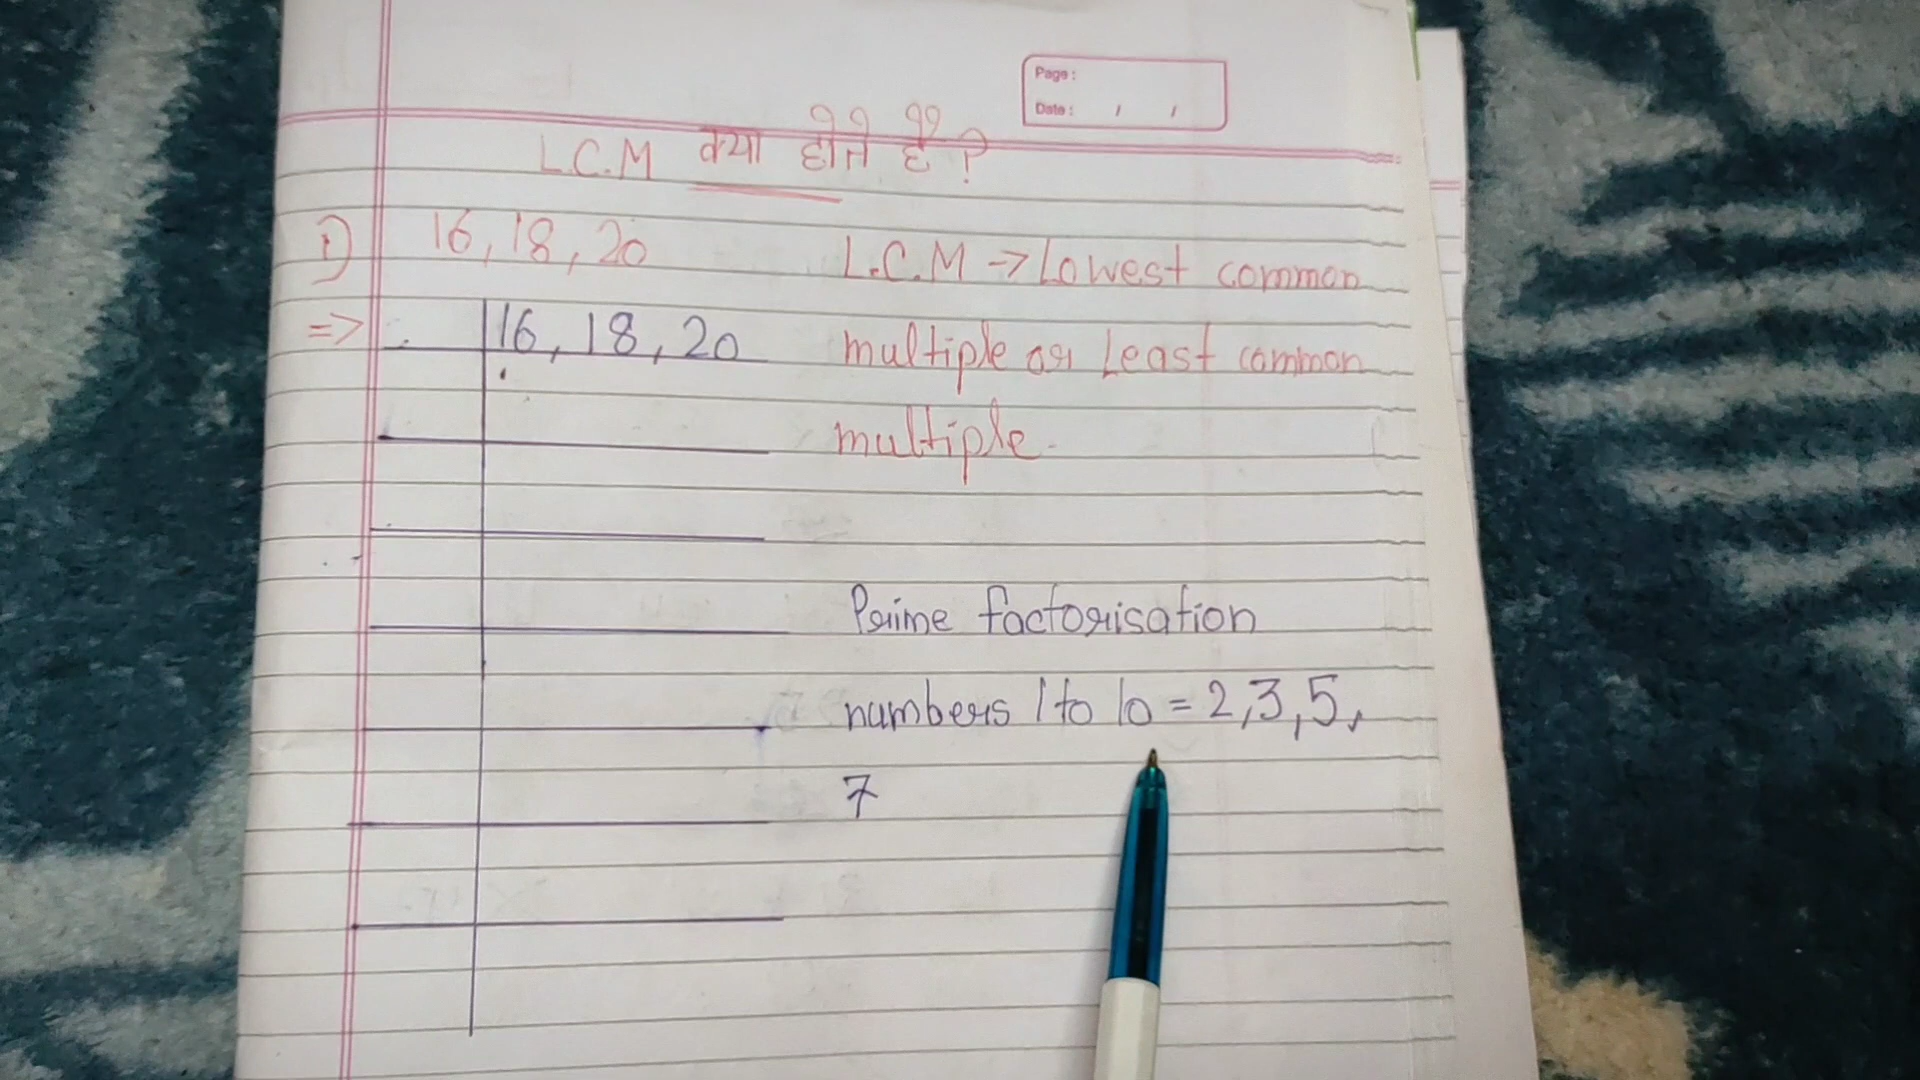 Page :
Date : / /
L.C.M क्या होते है ?
1) 16, 18, 20
L.C.M → Lowest common
=> 16, 18, 20
multiple or Least common
multiple
Prime factorisation
numbers 1 to 10 = 2, 3, 5,
7